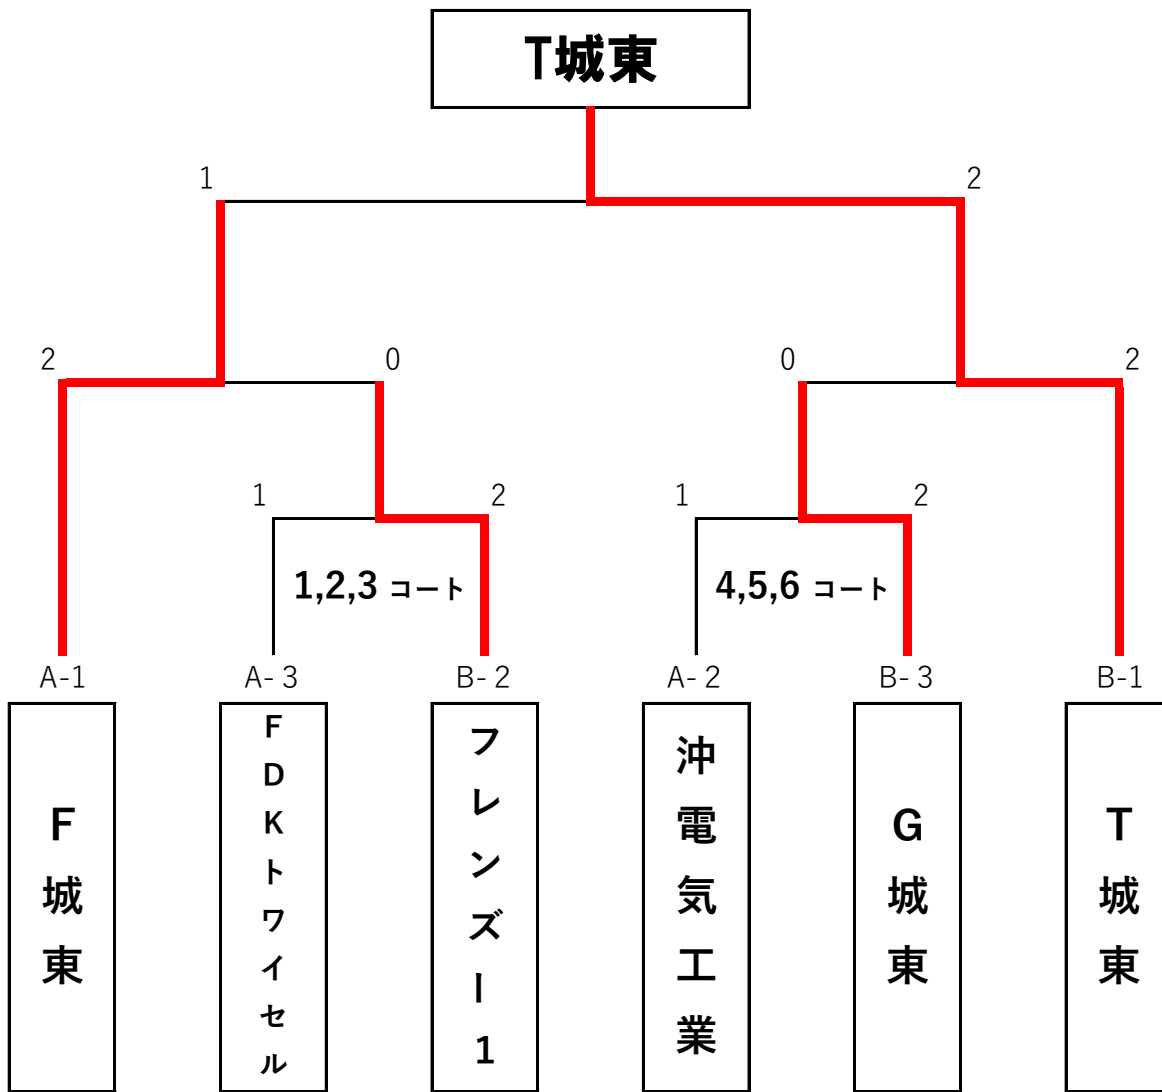 T城東
1
2
2
0
0
2
1
2
1
2
1,2,3 コート
4,5,6 コート
A-1
A-3
B-2
A-2
B-3
B-1
F城東
FDKトワイセル
フレンズー1
沖電気工業
G城東
T城東